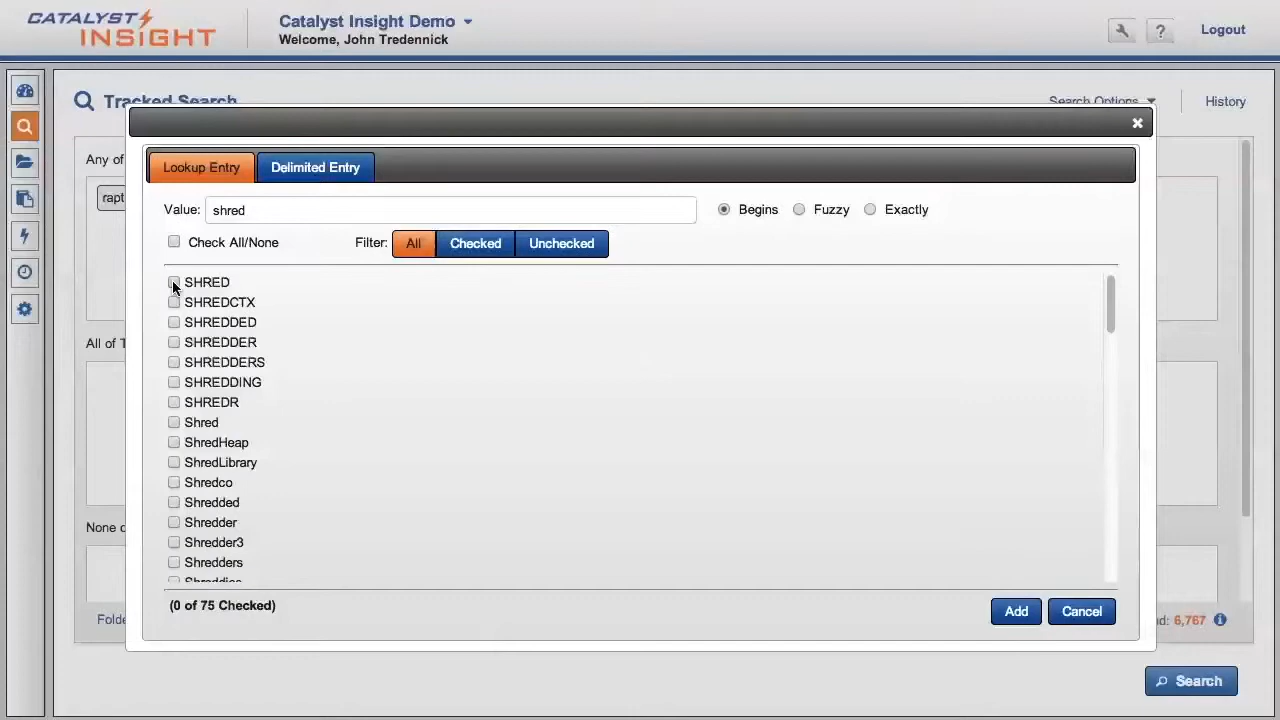 CATALYST
INSIGHT
Catalyst Insight Demo
Welcome, John Tredennick
?
Logout
Tracked Search
Search Options
History
Any of
rapt
Lookup Entry
Delimited Entry
Value: shred
Begins Fuzzy Exactly
Check All/None
Filter: All Checked Unchecked
SHRED
SHREDCTX
SHREDDED
SHREDDER
SHREDDERS
SHREDDING
SHREDR
Shred
ShredHeap
ShredLibrary
Shredco
Shredded
Shredder
Shredder3
Shredders
All of T
None o
(0 of 75 Checked)
Add
Cancel
Folde
nd: 6,767
Search